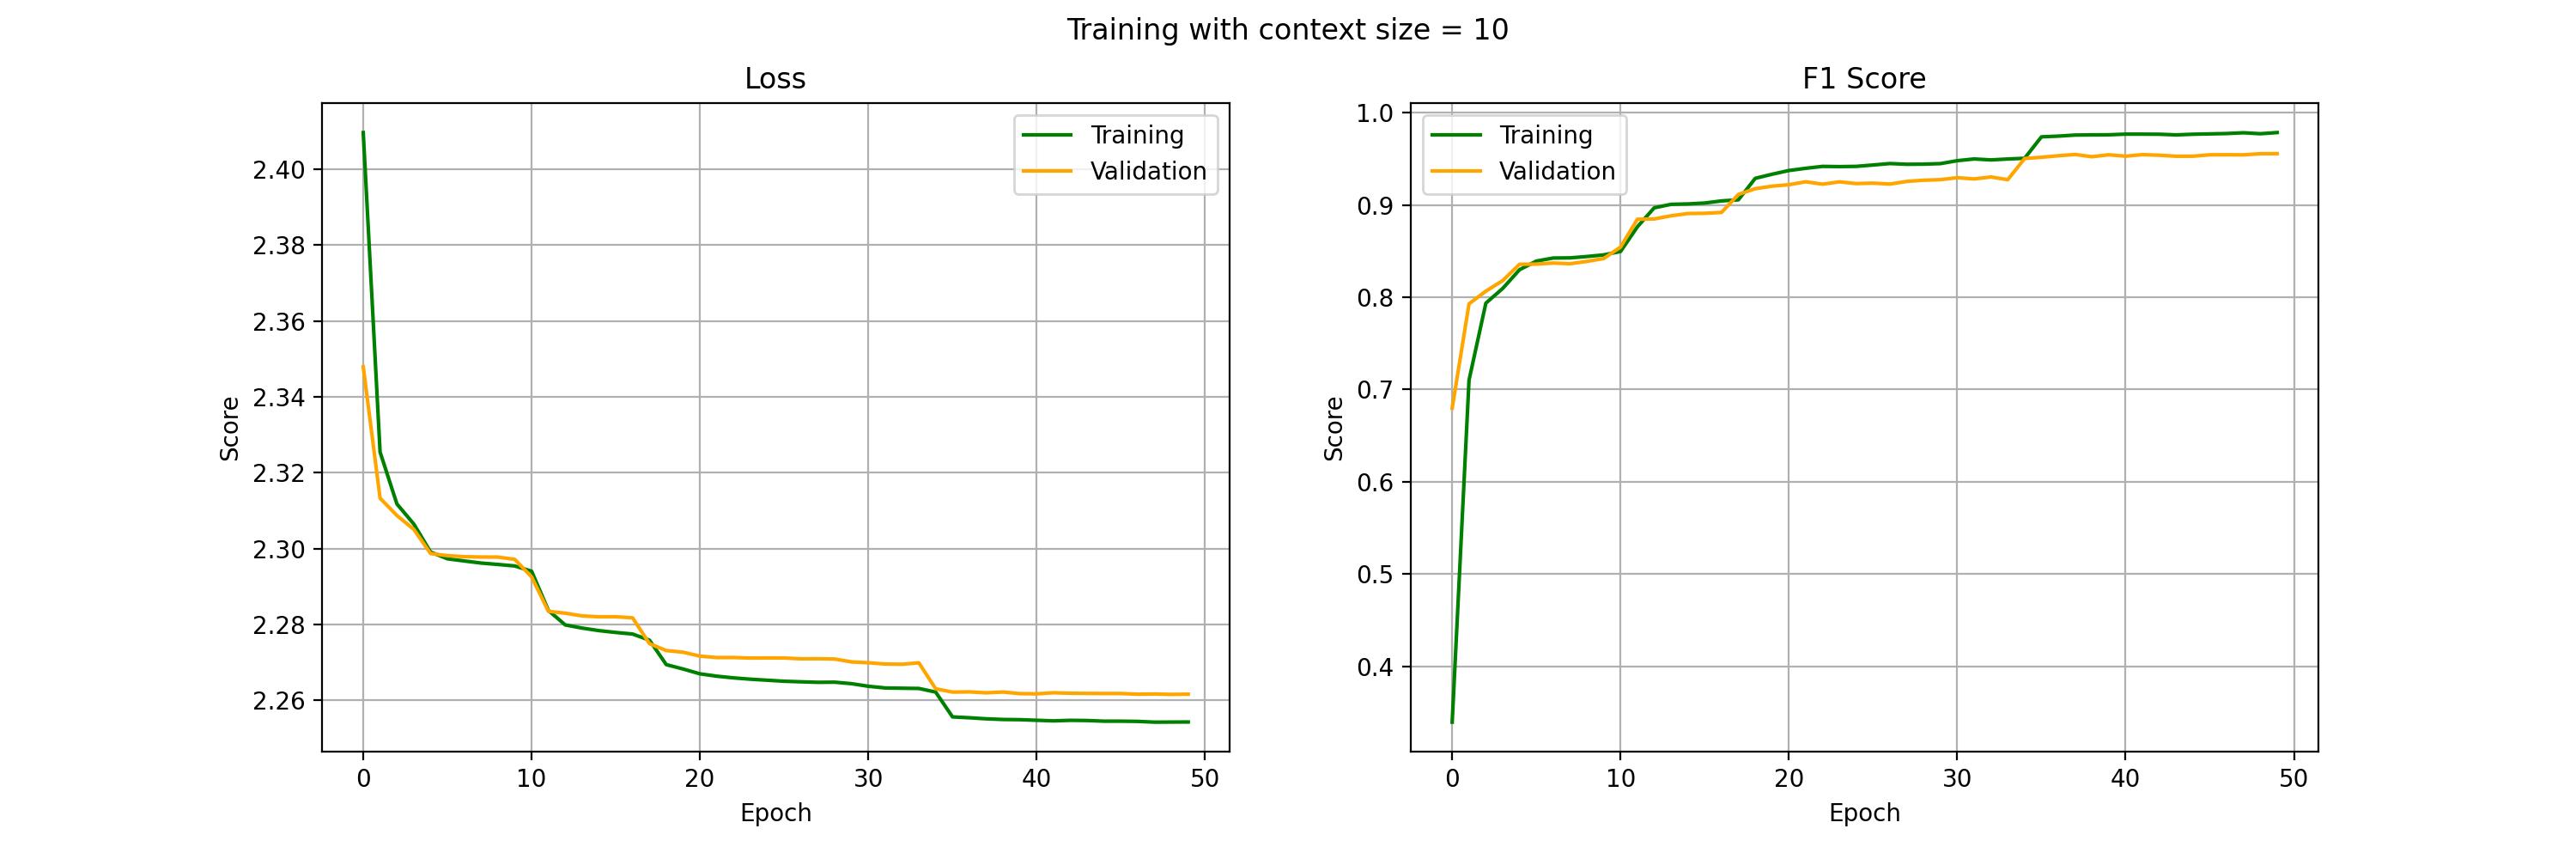 Training with context size = 10
Loss
Training
Validation
2.40
2.38
2.36
2.34
2.32
2.30
2.28
2.26
Score
0 10 20 30 40 50
Epoch
F1 Score
Training
Validation
1.0
0.9
0.8
0.7
0.6
0.5
0.4
Score
0 10 20 30 40 50
Epoch